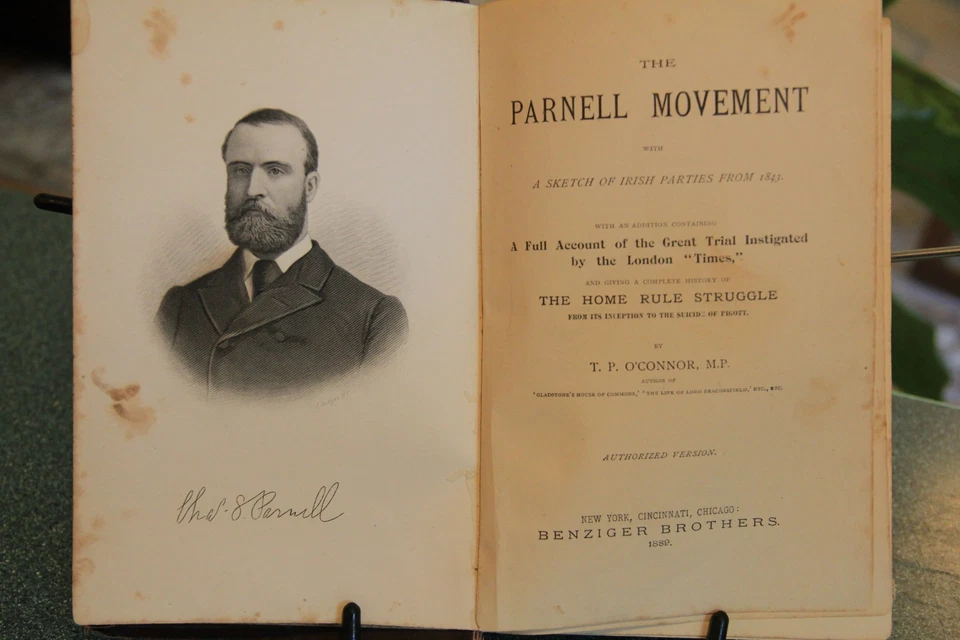 Chas. S. Parnell
THE
PARNELL MOVEMENT
WITH
A SKETCH OF IRISH PARTIES FROM 1843.
WITH AN ADDITION CONTAINING
A Full Account of the Great Trial Instigated
by the London "Times,"
AND GIVING A COMPLETE HISTORY OF
THE HOME RULE STRUGGLE
FROM ITS INCEPTION TO THE SUICIDE OF PIGOTT.
BY
T. P. O'CONNOR, M.P.
AUTHOR OF
'GLADSTONE'S HOUSE OF COMMONS,' 'THE LIFE OF LORD BEACONSFIELD,' ETC., ETC.
AUTHORIZED VERSION.
NEW YORK, CINCINNATI, CHICAGO:
BENZIGER BROTHERS.
1889.